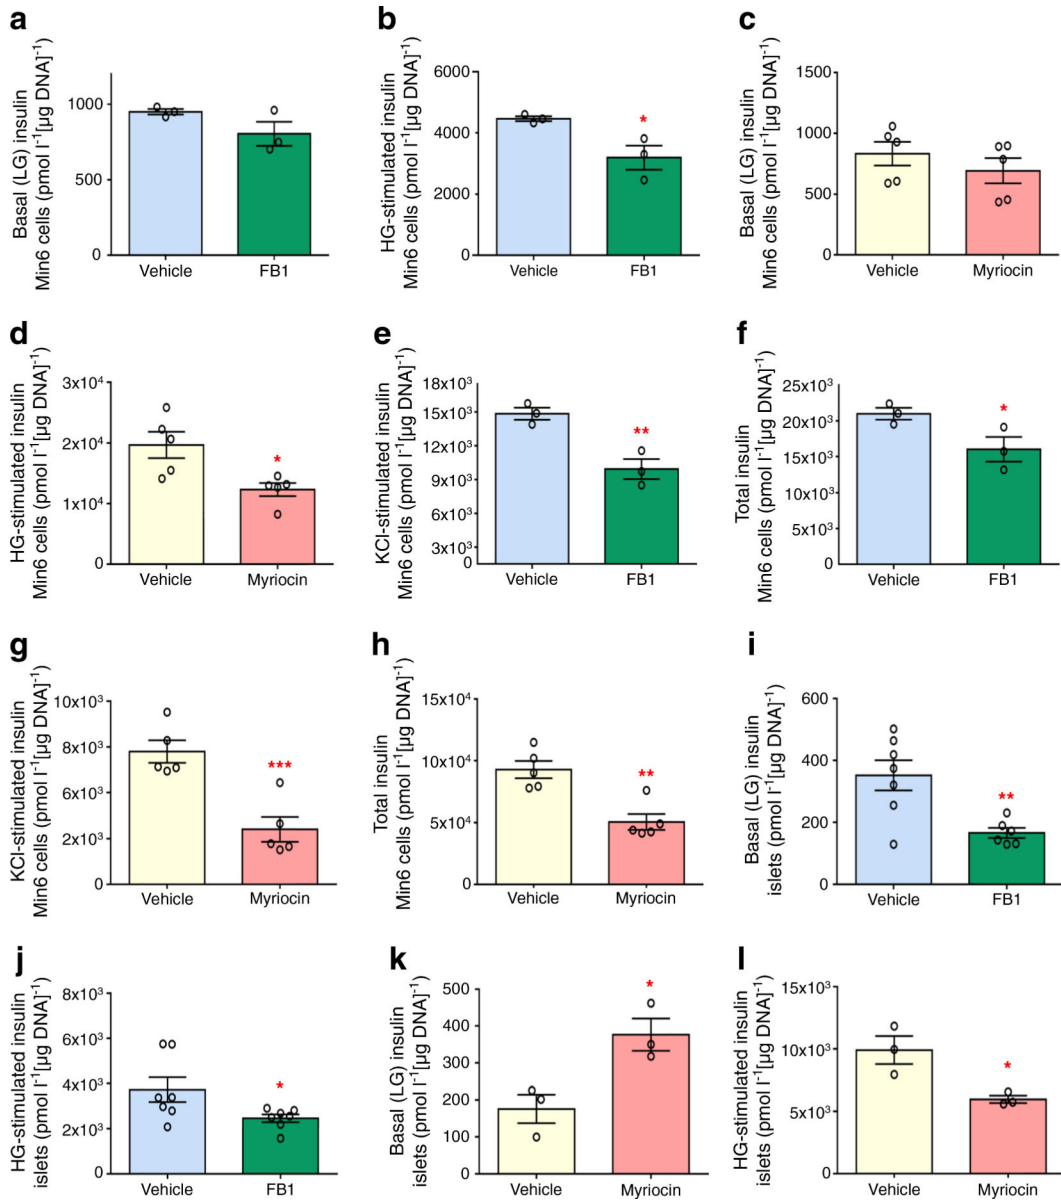 a
Basal (LG) insulin
Min6 cells (pmol l⁻¹[µg DNA]⁻¹)
1000
500
0
Vehicle
FB1
b
HG-stimulated insulin
Min6 cells (pmol l⁻¹[µg DNA]⁻¹)
6000
4000
2000
0
*
Vehicle
FB1
c
Basal (LG) insulin
Min6 cells (pmol l⁻¹[µg DNA]⁻¹)
1500
1000
500
0
Vehicle
Myriocin
d
HG-stimulated insulin
Min6 cells (pmol l⁻¹[µg DNA]⁻¹)
3x10⁴
2x10⁴
1x10⁴
0
*
Vehicle
Myriocin
e
KCl-stimulated insulin
Min6 cells (pmol l⁻¹[µg DNA]⁻¹)
18x10³
15x10³
12x10³
9x10³
6x10³
3x10³
0
**
Vehicle
FB1
f
Total insulin
Min6 cells (pmol l⁻¹[µg DNA]⁻¹)
25x10³
20x10³
15x10³
10x10³
5x10³
0
*
Vehicle
FB1
g
KCl-stimulated insulin
Min6 cells (pmol l⁻¹[µg DNA]⁻¹)
10x10³
8x10³
6x10³
4x10³
2x10³
0
***
Vehicle
Myriocin
h
Total insulin
Min6 cells (pmol l⁻¹[µg DNA]⁻¹)
15x10⁴
10x10⁴
5x10⁴
0
**
Vehicle
Myriocin
i
Basal (LG) insulin
islets (pmol l⁻¹[µg DNA]⁻¹)
600
400
200
0
**
Vehicle
FB1
j
HG-stimulated insulin
islets (pmol l⁻¹[µg DNA]⁻¹)
8x10³
6x10³
4x10³
2x10³
0
*
Vehicle
FB1
k
Basal (LG) insulin
islets (pmol l⁻¹[µg DNA]⁻¹)
500
400
300
200
100
0
*
Vehicle
Myriocin
l
HG-stimulated insulin
islets (pmol l⁻¹[µg DNA]⁻¹)
15x10³
10x10³
5x10³
0
*
Vehicle
Myriocin